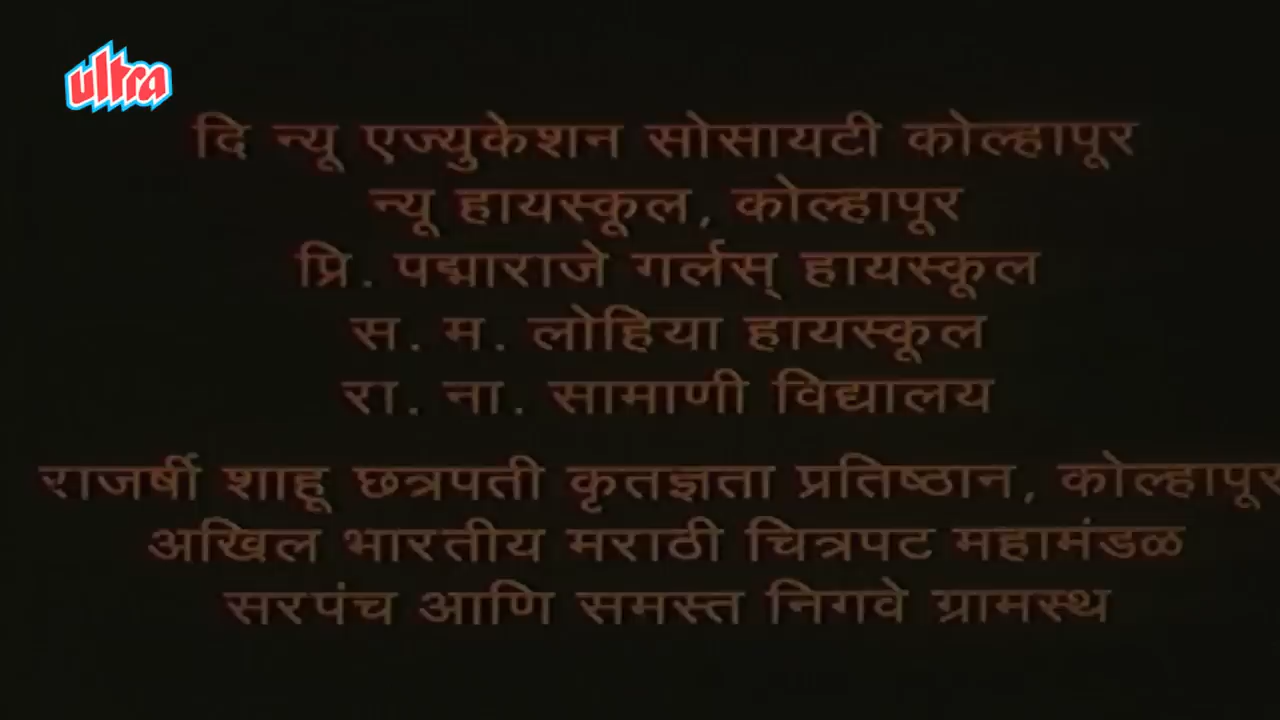 ultra
दि न्यू एज्युकेशन सोसायटी कोल्हापूर
न्यू हायस्कूल, कोल्हापूर
प्रि. पद्माराजे गर्लस् हायस्कूल
स. म. लोहिया हायस्कूल
रा. ना. सामाणी विद्यालय
राजर्षी शाहू छत्रपती कृतज्ञता प्रतिष्ठान, कोल्हापूर
अखिल भारतीय मराठी चित्रपट महामंडळ
सरपंच आणि समस्त निगवे ग्रामस्थ